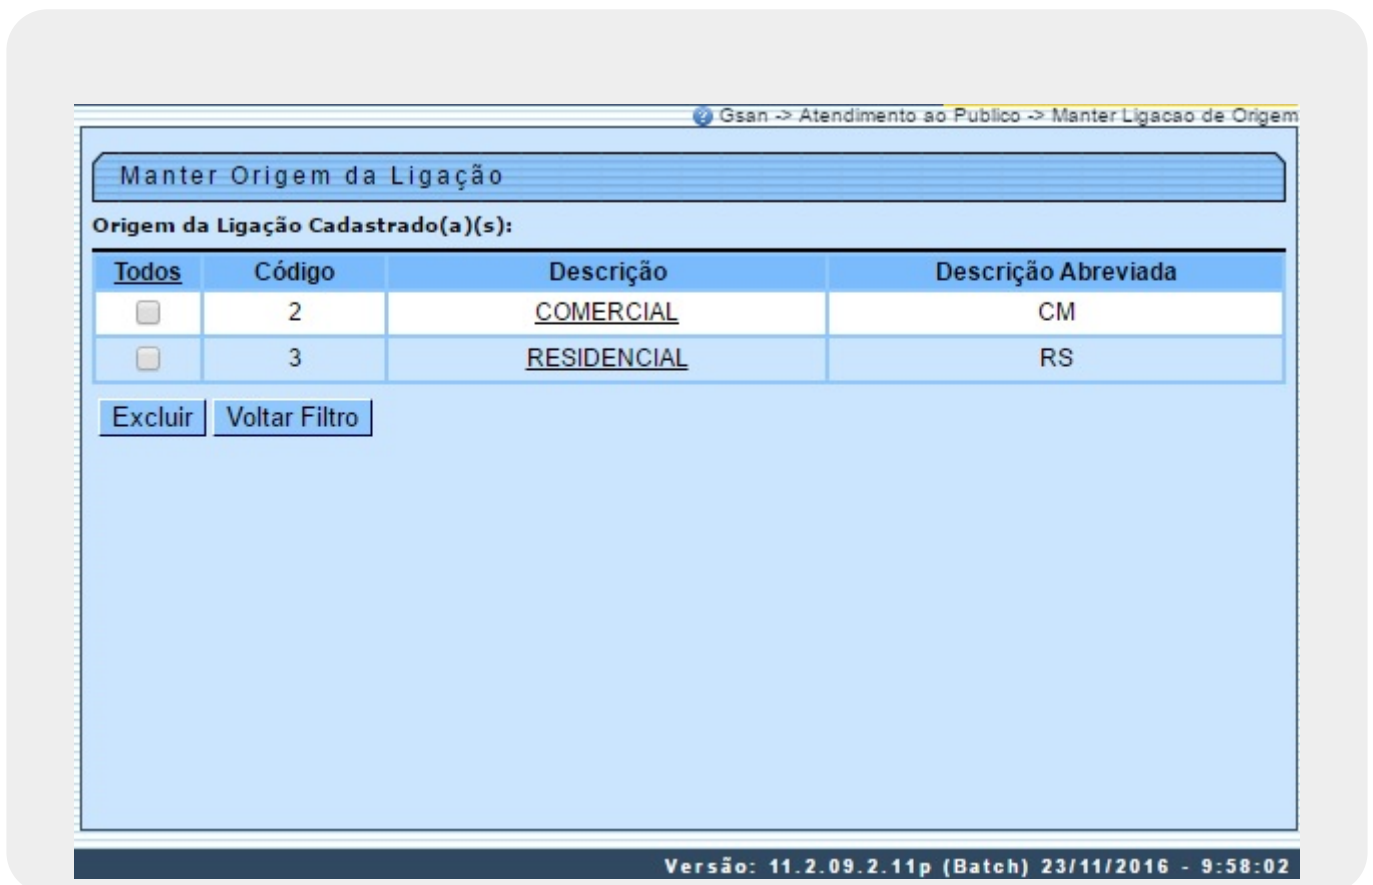 Gsan -> Atendimento ao Publico -> Manter Ligacao de Origem
Manter Origem da Ligação
Origem da Ligação Cadastrado(a)(s):
Todos Código Descrição Descrição Abreviada
2 COMERCIAL CM
3 RESIDENCIAL RS
Excluir Voltar Filtro
Versão: 11.2.09.2.11p (Batch) 23/11/2016 - 9:58:02